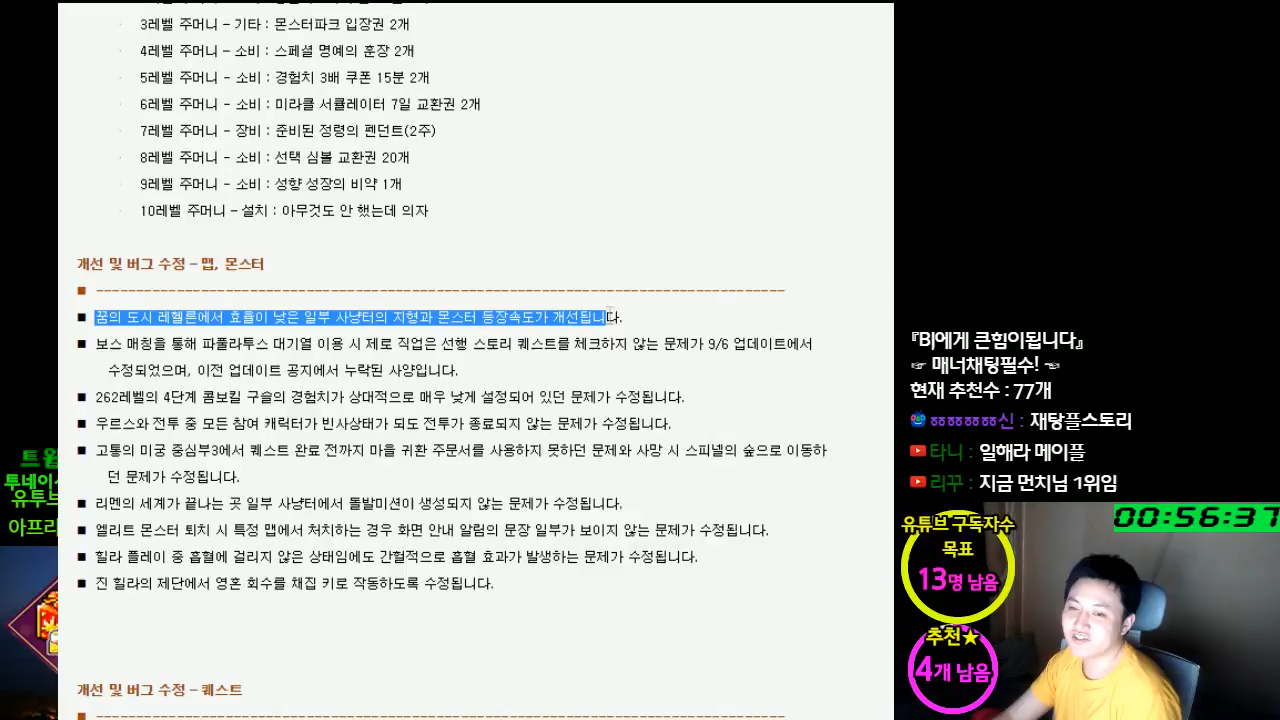 3레벨 주머니 – 기타 : 몬스터파크 입장권 2개
4레벨 주머니 – 소비 : 스페셜 명예의 훈장 2개
5레벨 주머니 – 소비 : 경험치 3배 쿠폰 15분 2개
6레벨 주머니 – 소비 : 미라클 서큘레이터 7일 교환권 2개
7레벨 주머니 – 장비 : 준비된 정령의 펜던트(2주)
8레벨 주머니 – 소비 : 선택 심볼 교환권 20개
9레벨 주머니 – 소비 : 성향 성장의 비약 1개
10레벨 주머니 – 설치 : 아무것도 안 했는데 의자
개선 및 버그 수정 – 맵, 몬스터
■ 꿈의 도시 레헬른에서 효율이 낮은 일부 사냥터의 지형과 몬스터 등장속도가 개선됩니다.
■ 보스 매칭을 통해 파풀라투스 대기열 이용 시 제로 직업은 선행 스토리 퀘스트를 체크하지 않는 문제가 9/6 업데이트에서
수정되었으며, 이전 업데이트 공지에서 누락된 사양입니다.
■ 262레벨의 4단계 콤보킬 구슬의 경험치가 상대적으로 매우 낮게 설정되어 있던 문제가 수정됩니다.
■ 우르스와 전투 중 모든 참여 캐릭터가 빈사상태가 되도 전투가 종료되지 않는 문제가 수정됩니다.
■ 고통의 미궁 중심부3에서 퀘스트 완료 전까지 마을 귀환 주문서를 사용하지 못하던 문제와 사망 시 스피넬의 숲으로 이동하
던 문제가 수정됩니다.
■ 리멘의 세계가 끝나는 곳 일부 사냥터에서 돌발미션이 생성되지 않는 문제가 수정됩니다.
■ 엘리트 몬스터 퇴치 시 특정 맵에서 처치하는 경우 화면 안내 알림의 문장 일부가 보이지 않는 문제가 수정됩니다.
■ 힐라 플레이 중 흡혈에 걸리지 않은 상태임에도 간헐적으로 흡혈 효과가 발생하는 문제가 수정됩니다.
■ 진 힐라의 제단에서 영혼 회수를 채집 키로 작동하도록 수정됩니다.
개선 및 버그 수정 – 퀘스트
『BJ에게 큰힘이됩니다』
☞ 매너채팅필수! ☜
현재 추천수 : 77개
ㅠㅠㅠㅠㅠㅠ신 : 재탕플스토리
타니 : 일해라 메이플
리꾸 : 지금 먼치님 1위임
00:56:37
유튜브 구독자수
목표
13명 남음
추천★
4개 남음
트윕
투네이션
유투브
아프리